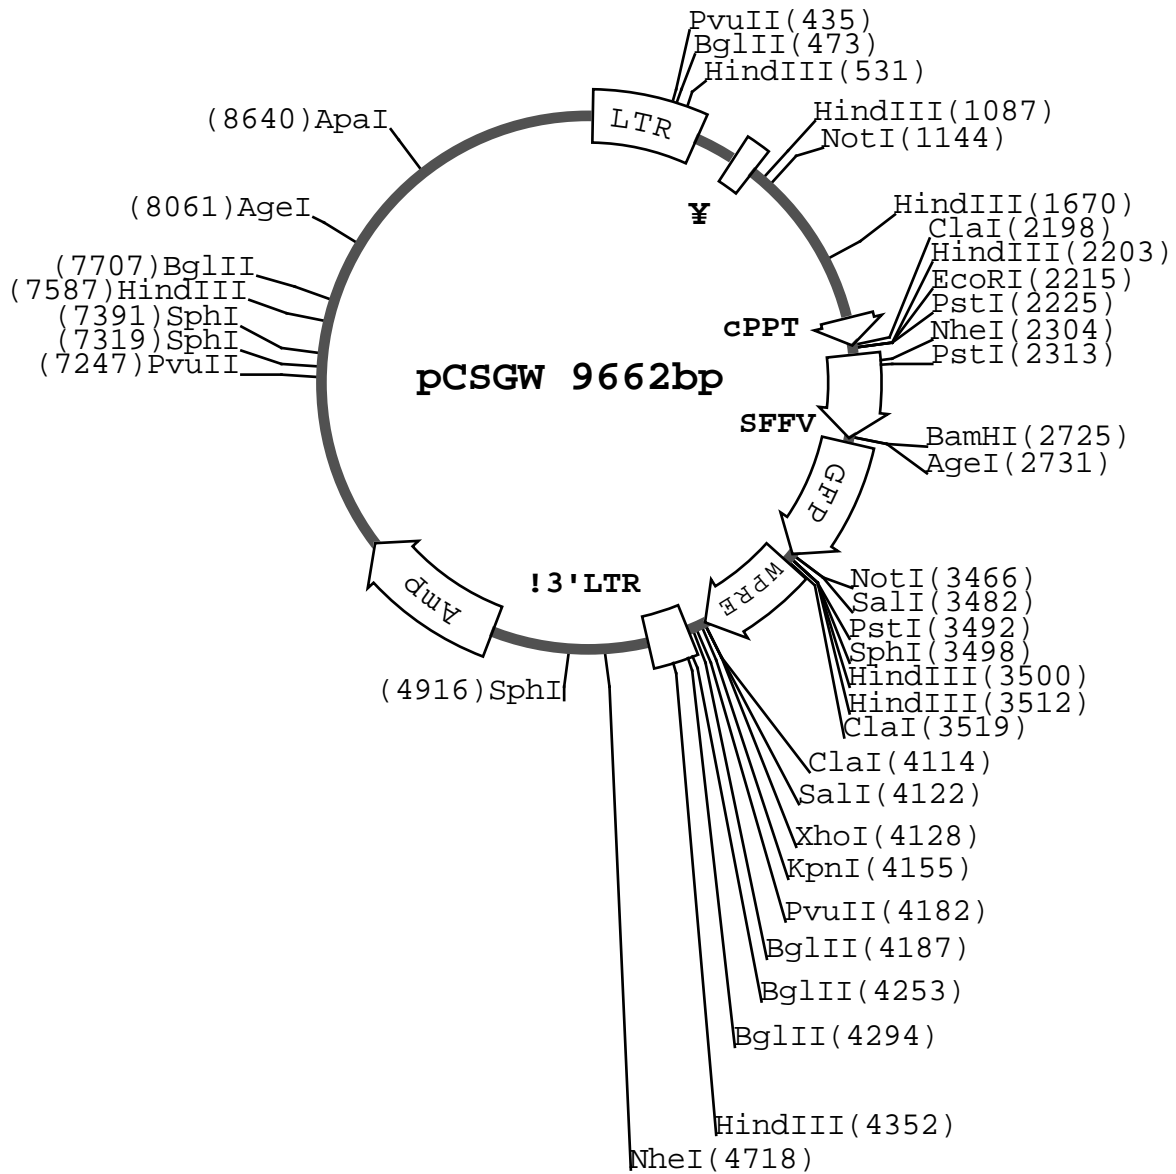 PvuII(435)
BglII(473)
HindIII(531)
LTR
HindIII(1087)
NotI(1144)
¥
HindIII(1670)
ClaI(2198)
HindIII(2203)
EcoRI(2215)
PstI(2225)
NheI(2304)
PstI(2313)
cPPT
SFFV
BamHI(2725)
AgeI(2731)
GFP
NotI(3466)
SalI(3482)
PstI(3492)
SphI(3498)
HindIII(3500)
HindIII(3512)
ClaI(3519)
WPRE
ClaI(4114)
SalI(4122)
XhoI(4128)
KpnI(4155)
PvuII(4182)
BglII(4187)
BglII(4253)
BglII(4294)
HindIII(4352)
NheI(4718)
!3'LTR
(4916)SphI
Amp
(7247)PvuII
(7319)SphI
(7391)SphI
(7587)HindIII
(7707)BglII
(8061)AgeI
(8640)ApaI
pCSGW 9662bp